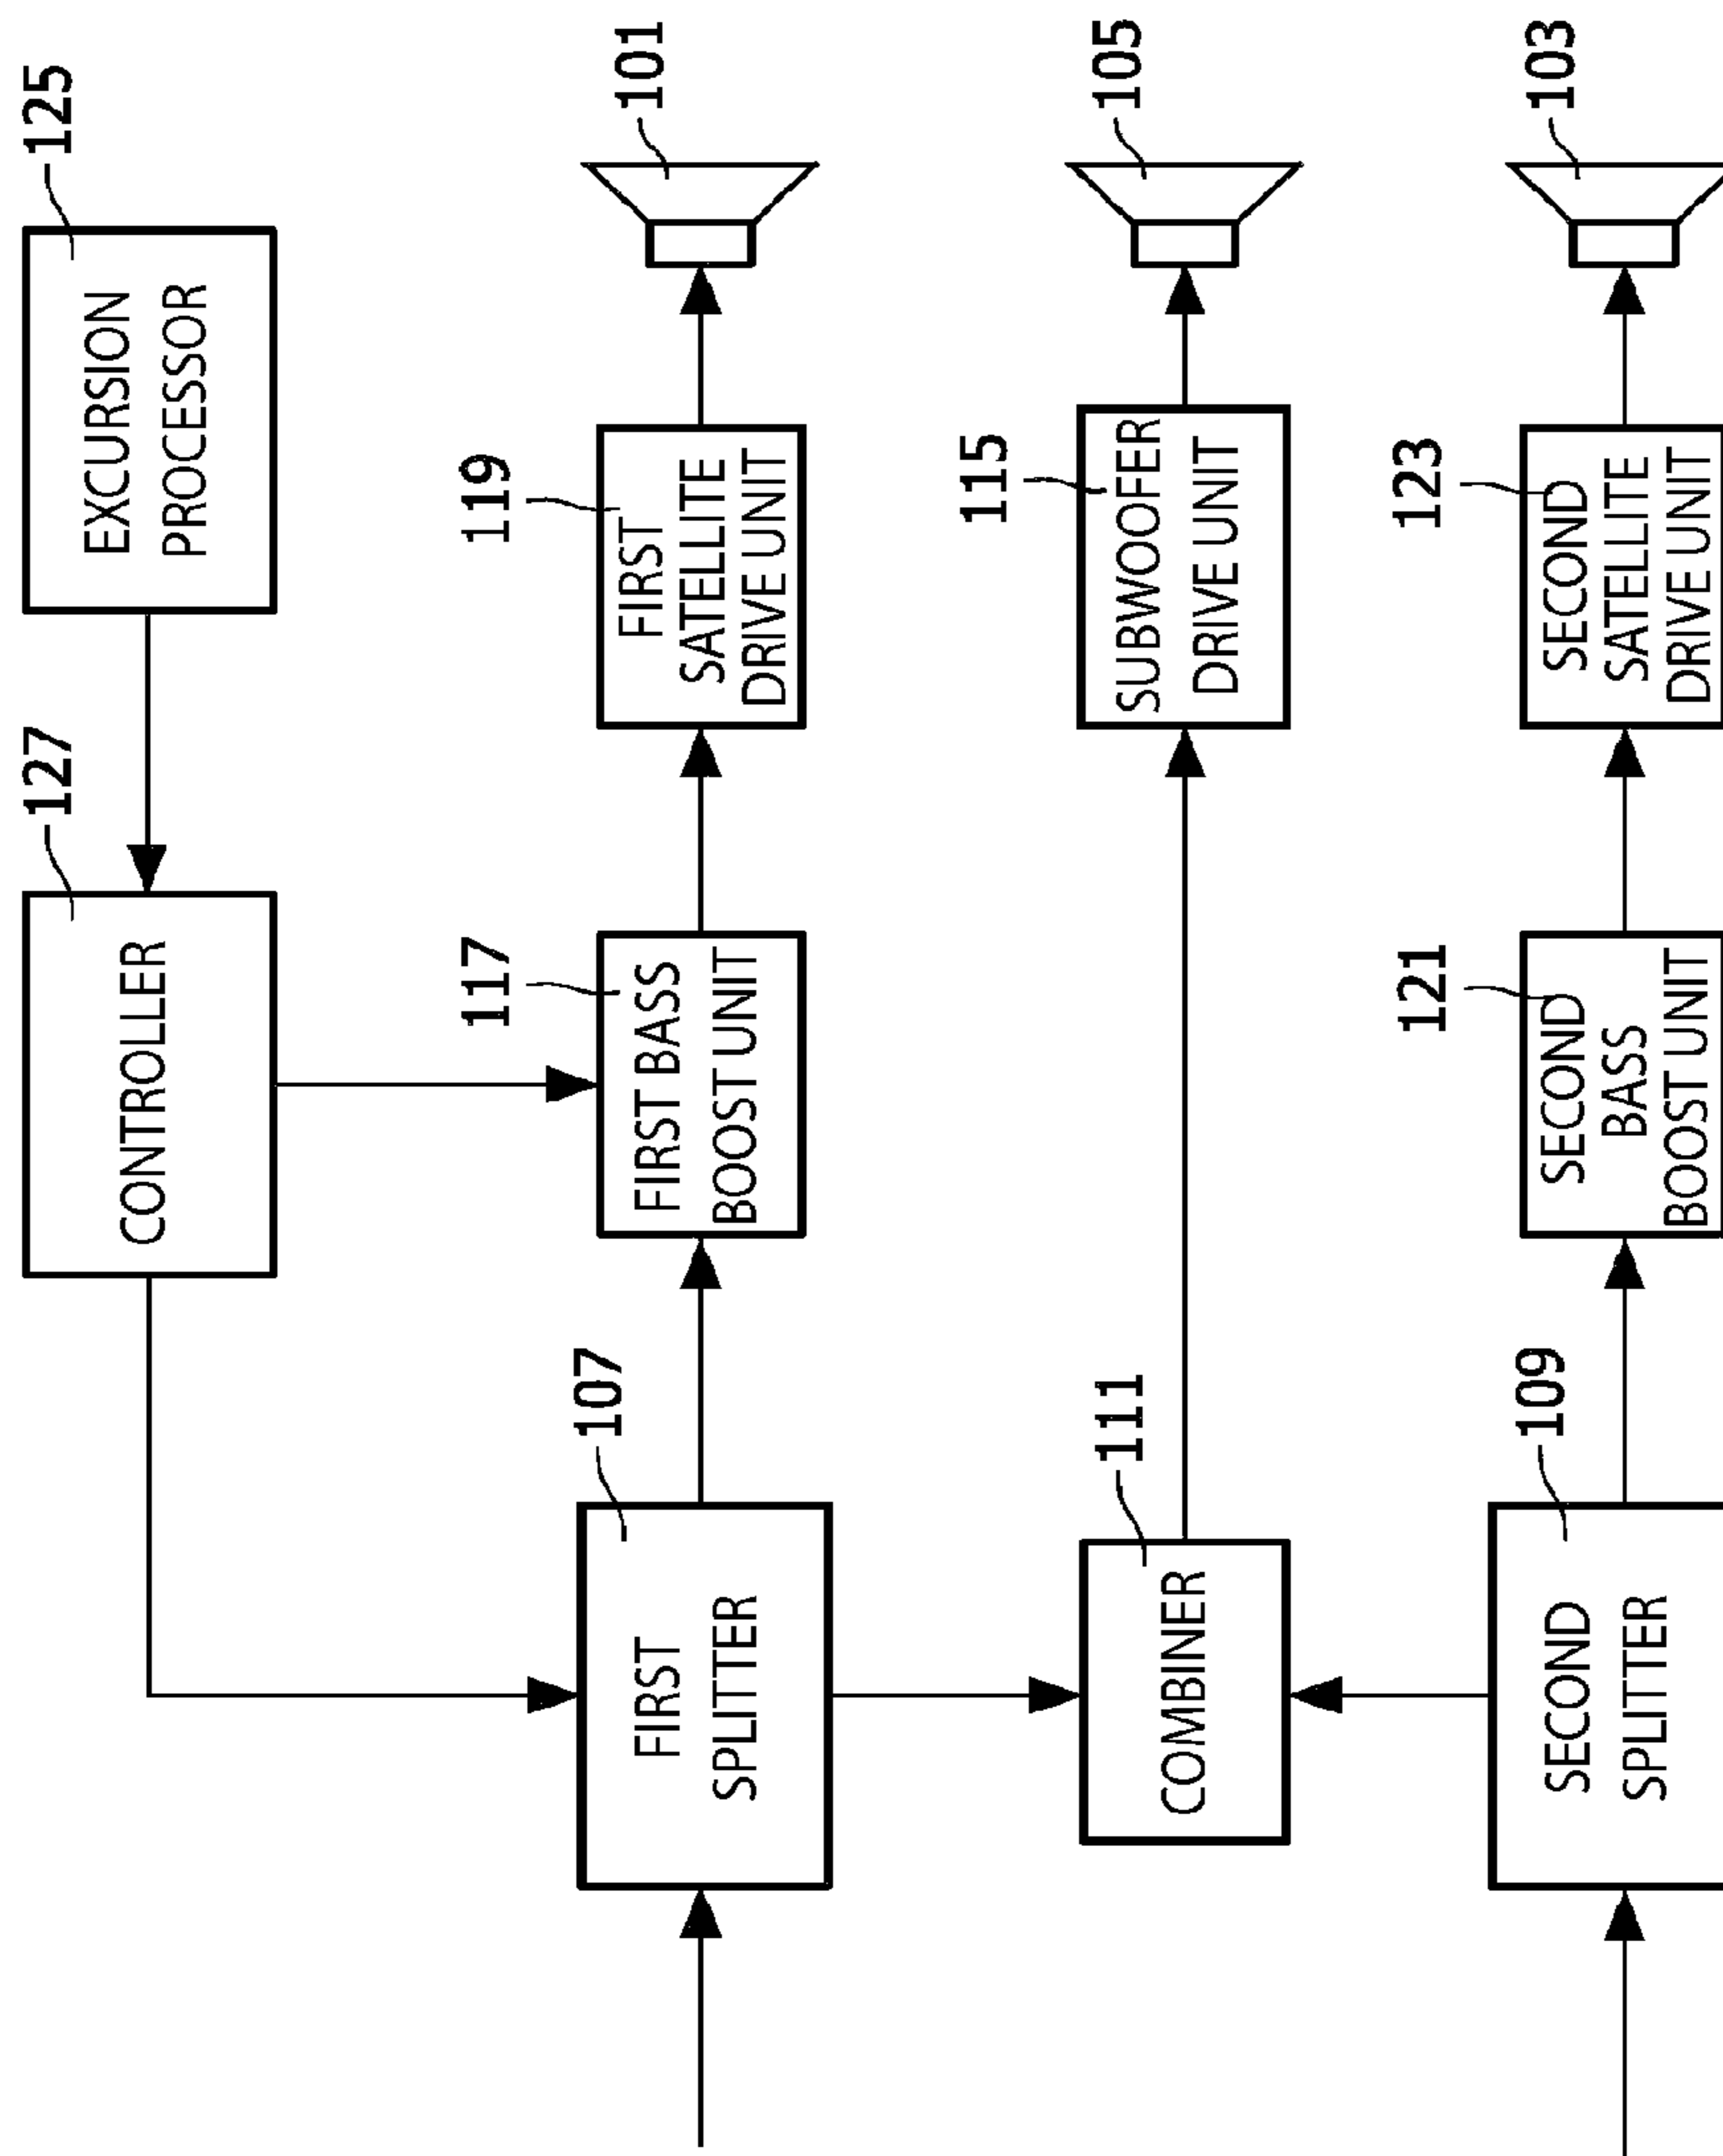 125
EXCURSION
PROCESSOR
127
CONTROLLER
101
119
FIRST
SATELLITE
DRIVE UNIT
117
FIRST BASS
BOOST UNIT
107
FIRST
SPLITTER
105
115
SUBWOOFER
DRIVE UNIT
111
COMBINER
103
123
SECOND
SATELLITE
DRIVE UNIT
121
SECOND
BASS
BOOST UNIT
109
SECOND
SPLITTER